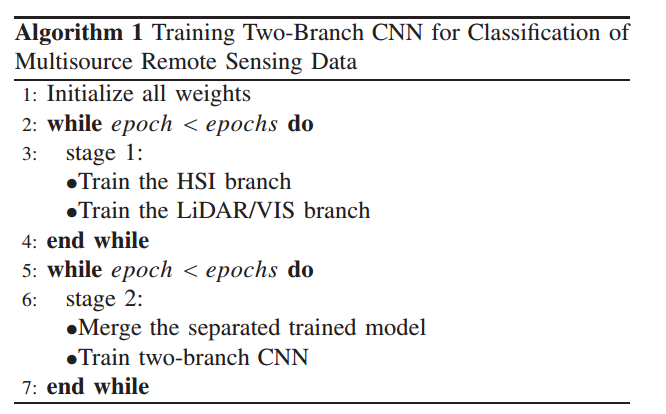 Algorithm 1 Training Two-Branch CNN for Classification of
Multisource Remote Sensing Data
1: Initialize all weights
2: while epoch < epochs do
3: stage 1:
●Train the HSI branch
●Train the LiDAR/VIS branch
4: end while
5: while epoch < epochs do
6: stage 2:
●Merge the separated trained model
●Train two-branch CNN
7: end while